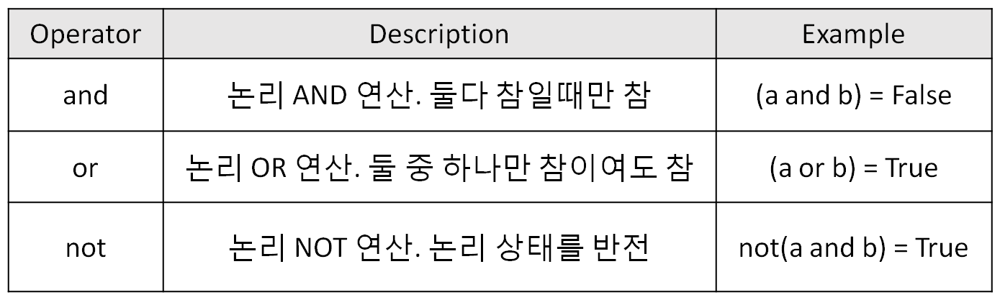 Operator Description Example
and 논리 AND 연산. 둘다 참일때만 참 (a and b) = False
or 논리 OR 연산. 둘 중 하나만 참이여도 참 (a or b) = True
not 논리 NOT 연산. 논리 상태를 반전 not(a and b) = True